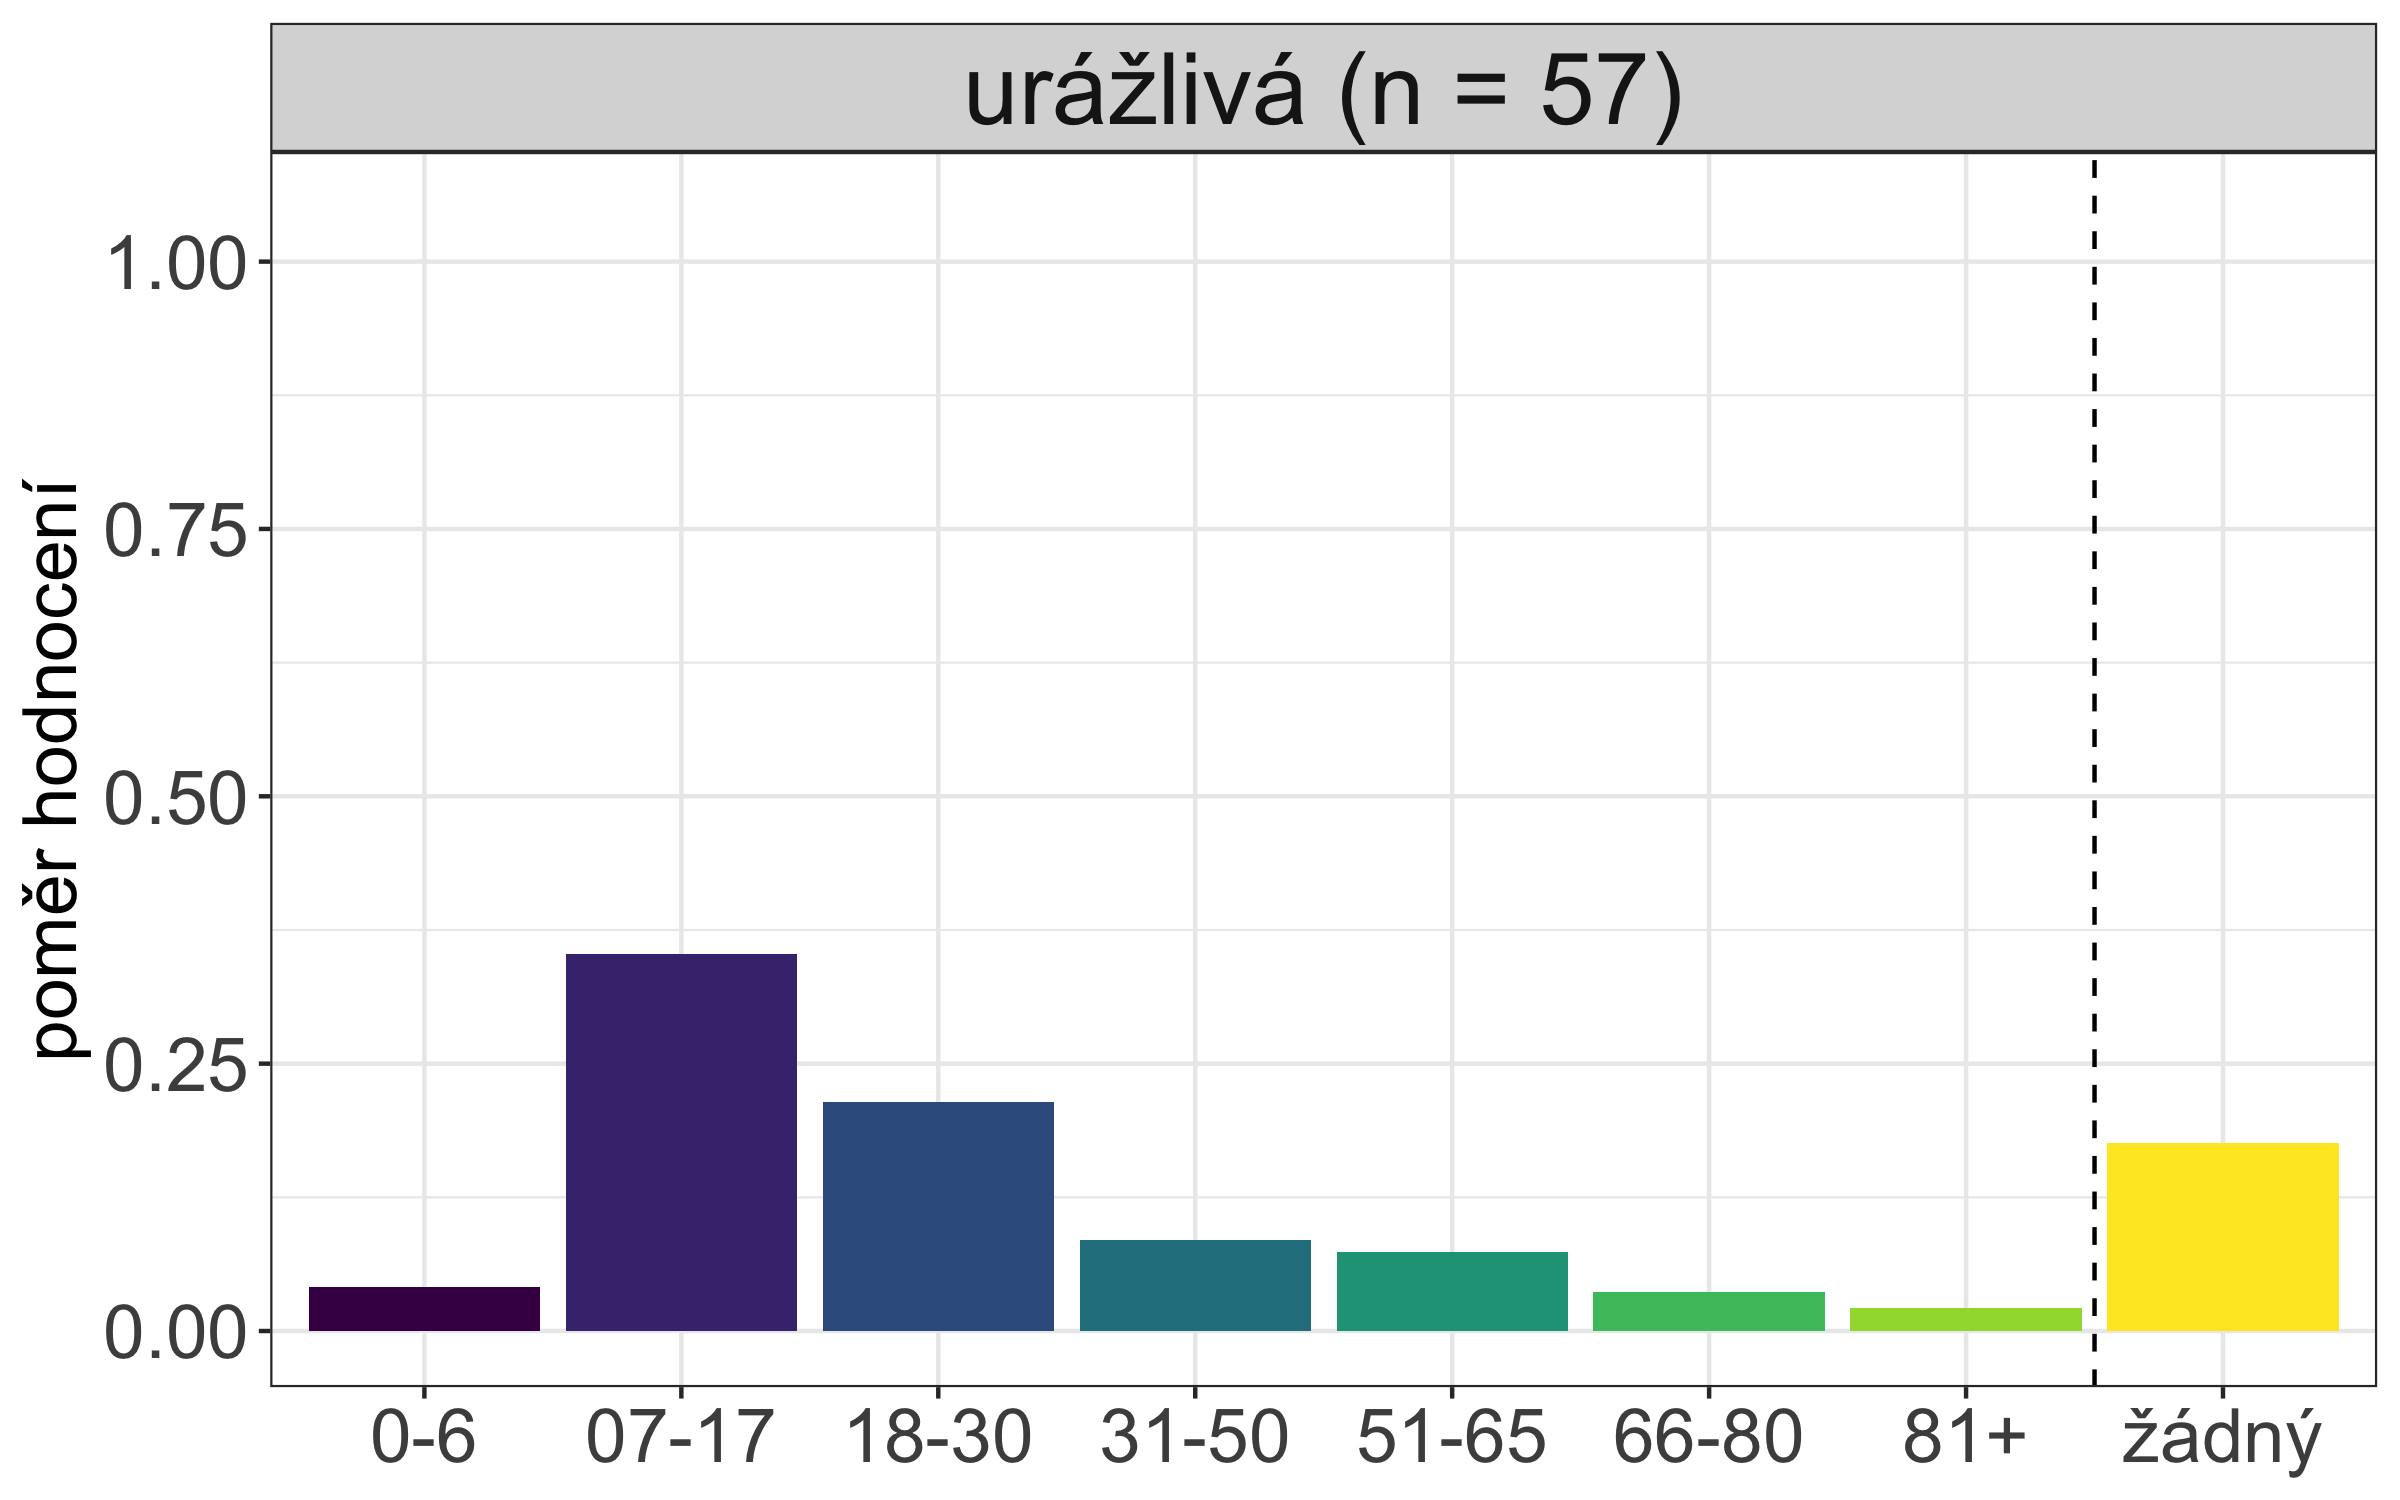 urážlivá (n = 57)
poměr hodnocení
1.00
0.75
0.50
0.25
0.00
0-6 07-17 18-30 31-50 51-65 66-80 81+ žádný